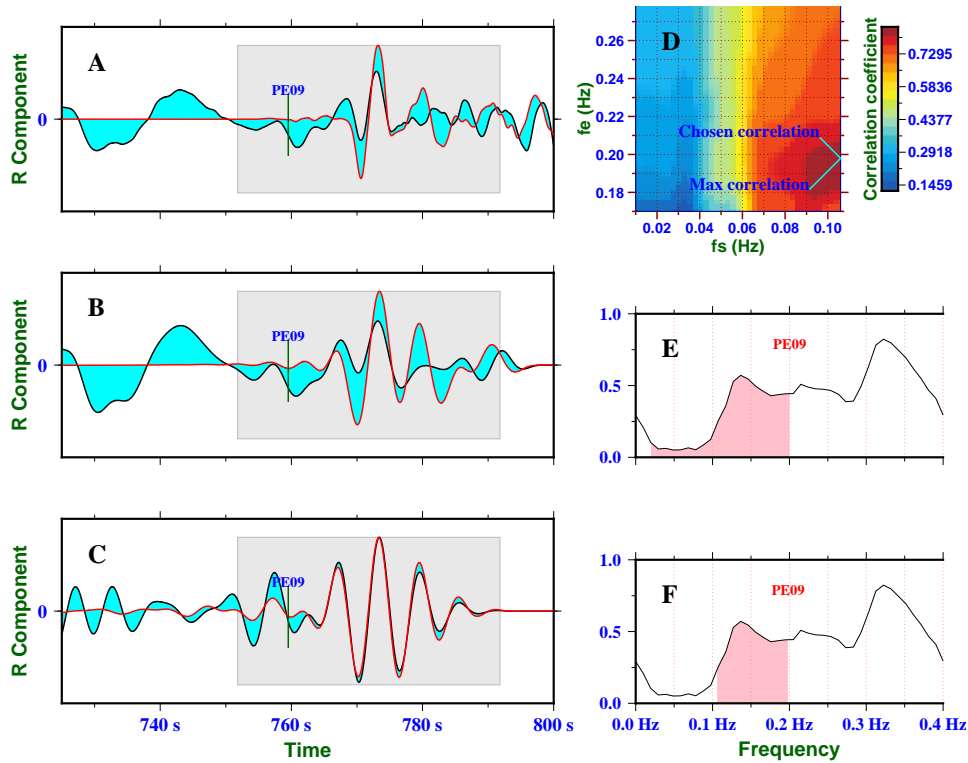 A
R Component
0
PE09
B
R Component
0
PE09
C
R Component
0
PE09
740 s
760 s
780 s
800 s
Time
D
fe (Hz)
0.26
0.24
0.22
0.20
0.18
Chosen correlation
Max correlation
0.02
0.04
0.06
0.08
0.10
fs (Hz)
Correlation coefficient
0.7295
0.5836
0.4377
0.2918
0.1459
E
PE09
1.0
0.5
0.0
F
PE09
1.0
0.5
0.0
0.0 Hz
0.1 Hz
0.2 Hz
0.3 Hz
0.4 Hz
Frequency